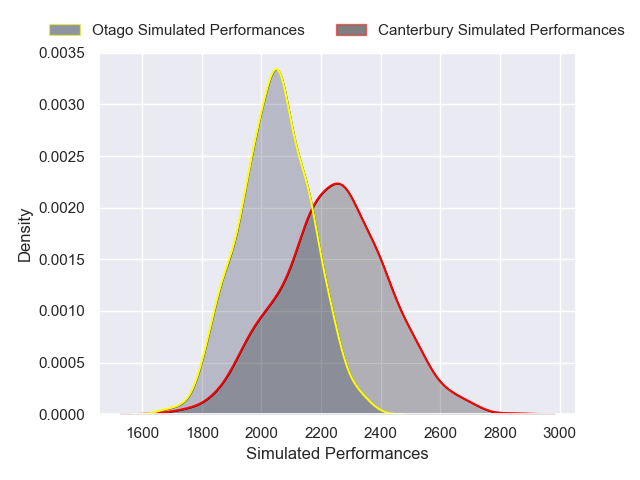 Otago Simulated Performances Canterbury Simulated Performances
0.0035
0.0030
0.0025
0.0020
0.0015
0.0010
0.0005
0.0000
Density
1600 1800 2000 2200 2400 2600 2800 3000
Simulated Performances